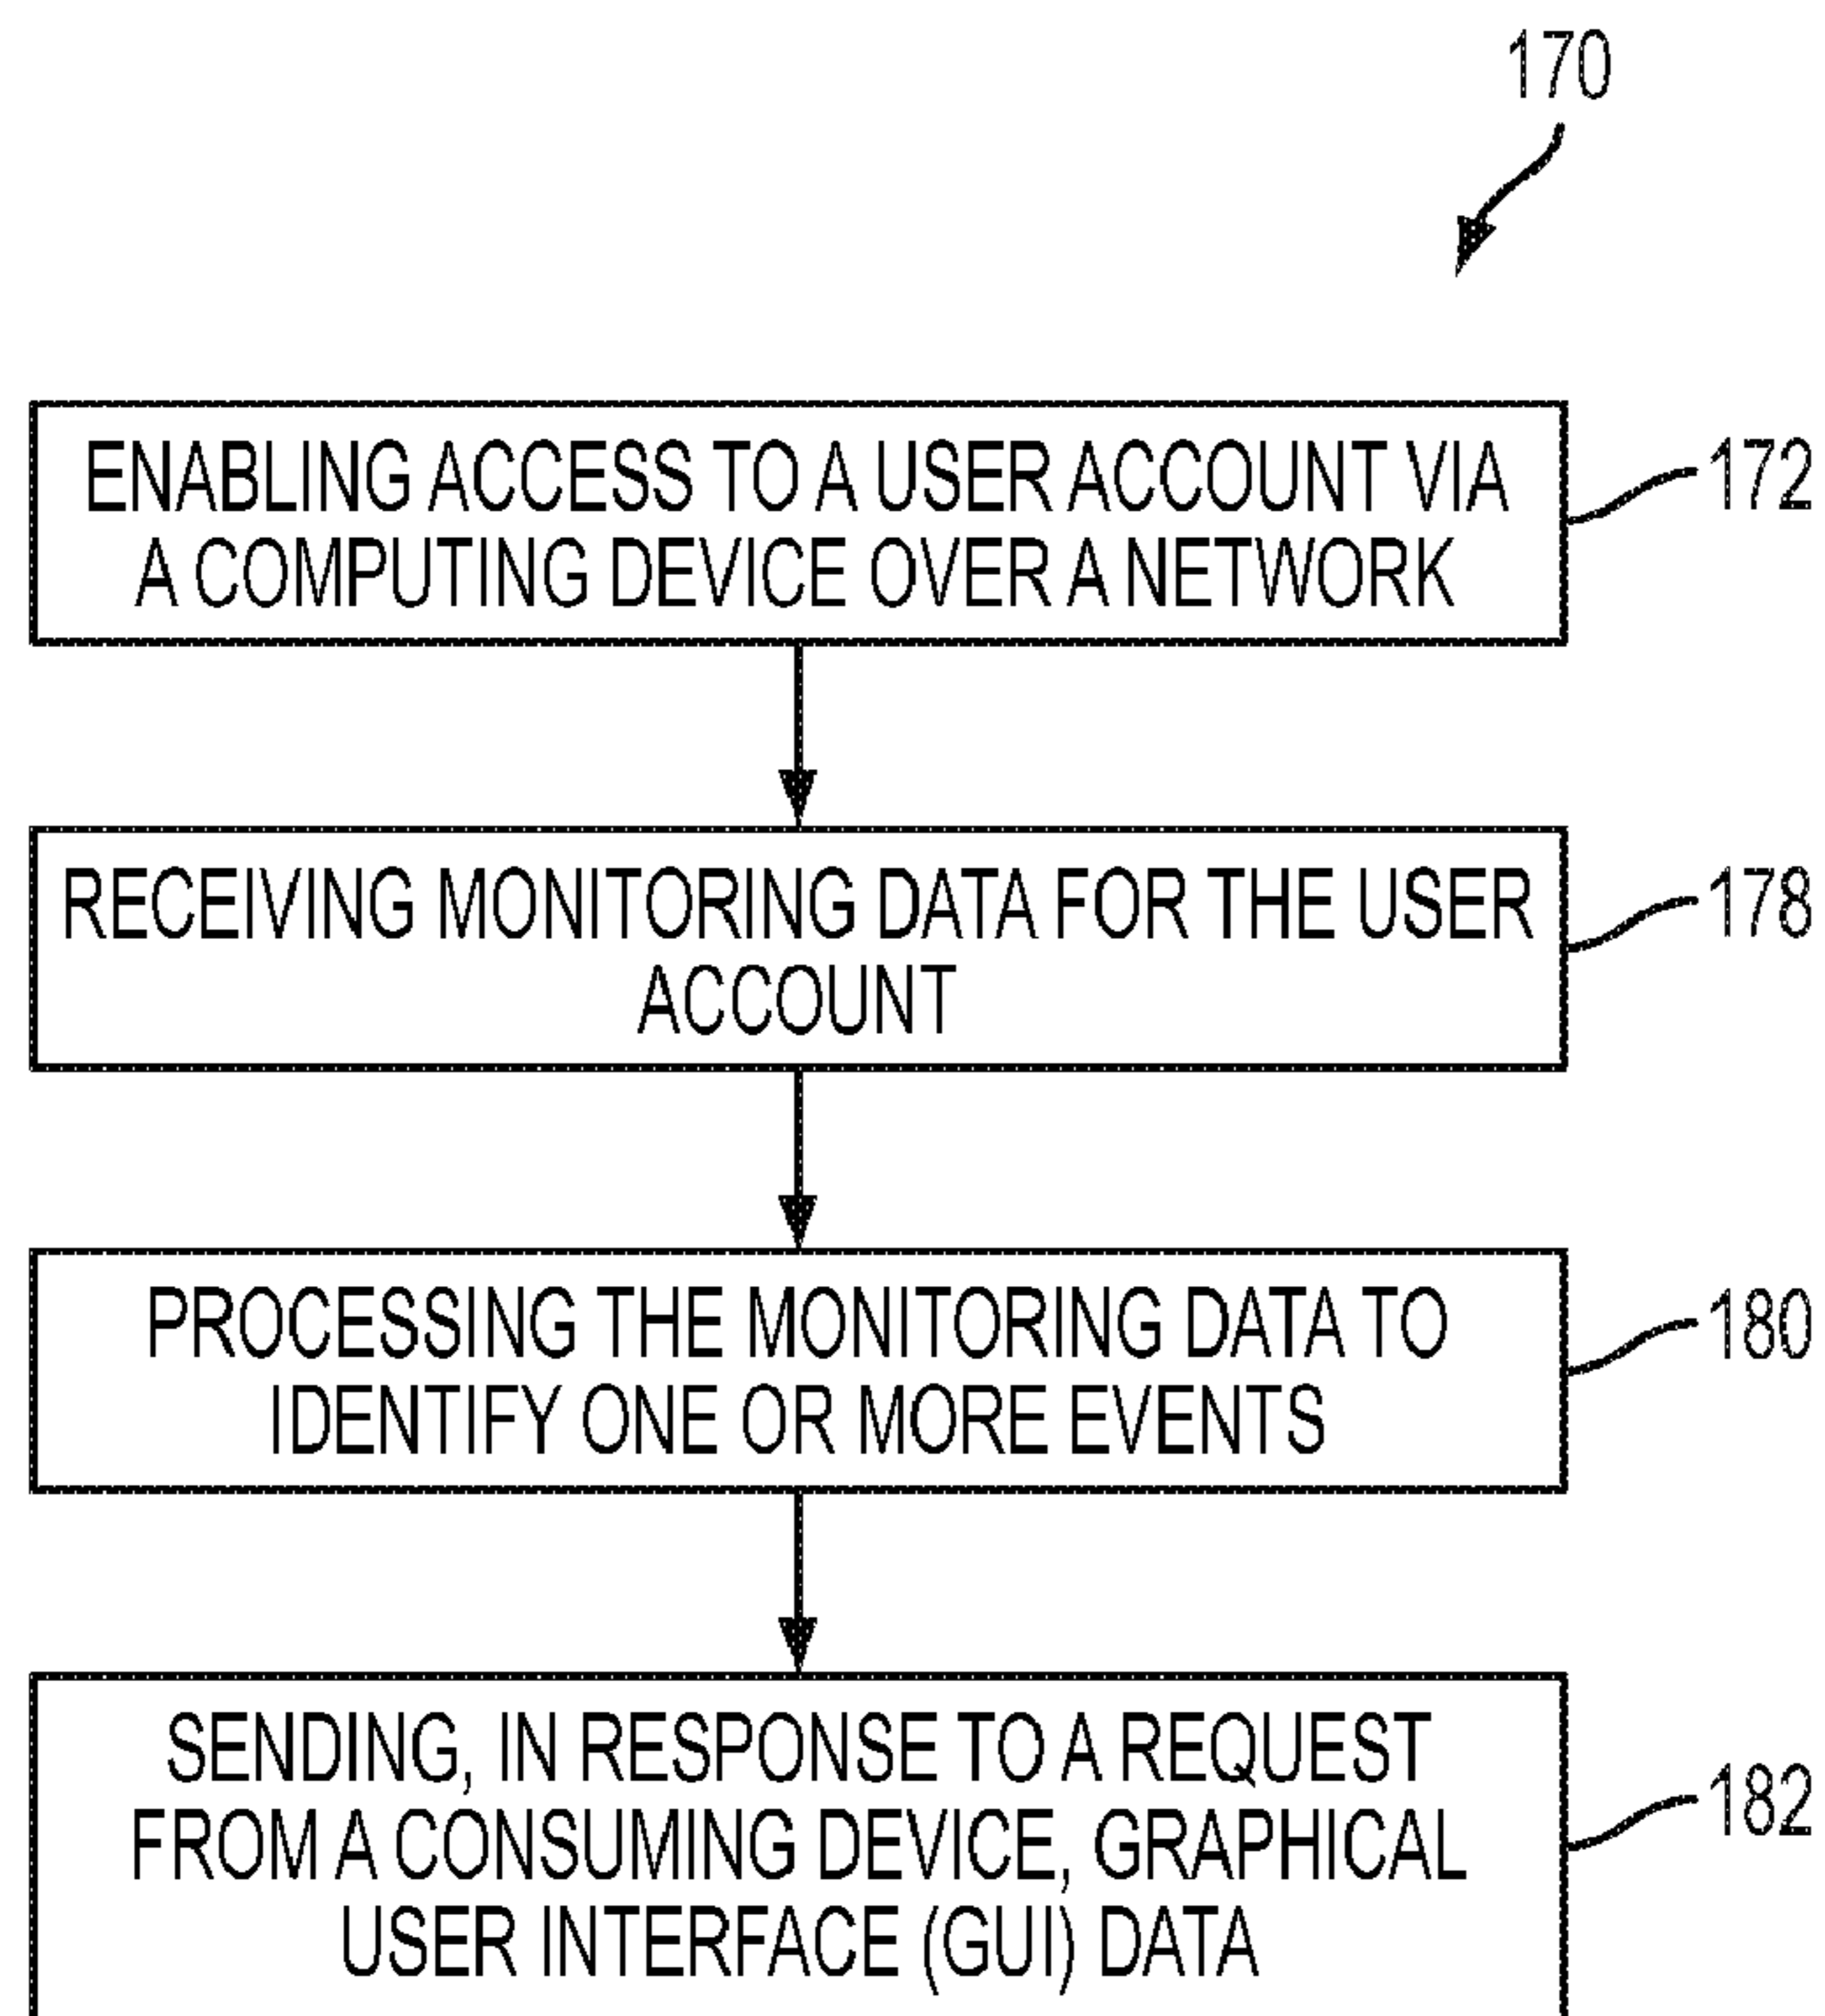 170
ENABLING ACCESS TO A USER ACCOUNT VIA
A COMPUTING DEVICE OVER A NETWORK
172
RECEIVING MONITORING DATA FOR THE USER
ACCOUNT
178
PROCESSING THE MONITORING DATA TO
IDENTIFY ONE OR MORE EVENTS
180
SENDING, IN RESPONSE TO A REQUEST
FROM A CONSUMING DEVICE, GRAPHICAL
USER INTERFACE (GUI) DATA
182